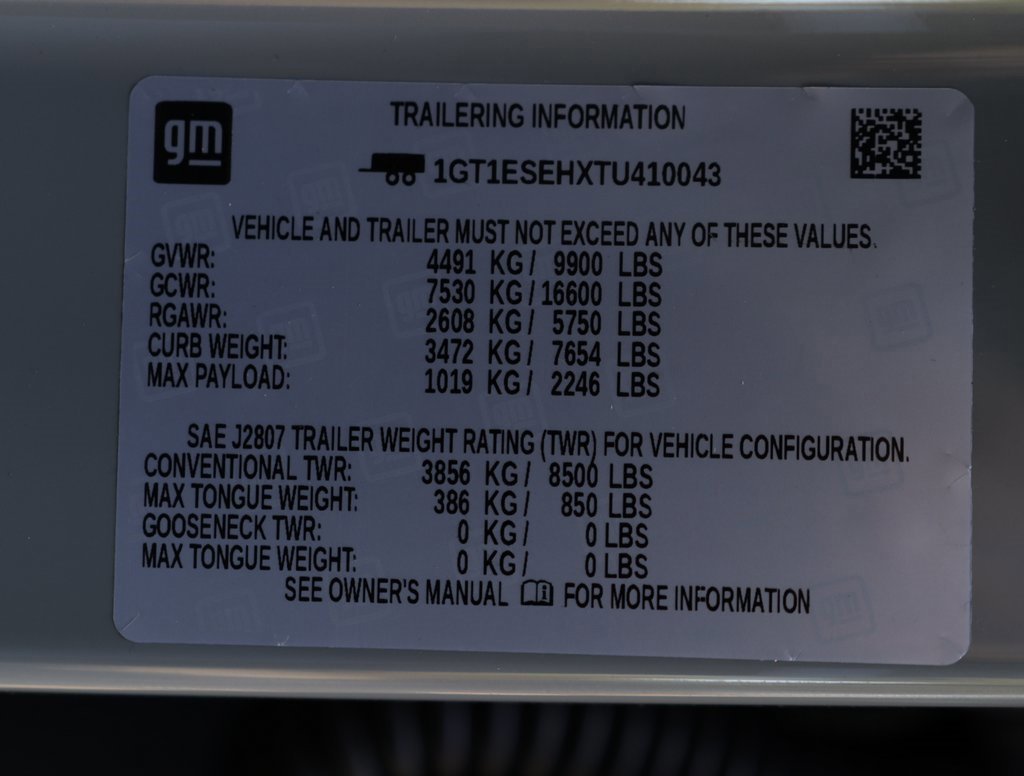 gm
TRAILERING INFORMATION
1GT1ESEHXTU410043
VEHICLE AND TRAILER MUST NOT EXCEED ANY OF THESE VALUES.
GVWR: 4491 KG / 9900 LBS
GCWR: 7530 KG / 16600 LBS
RGAWR: 2608 KG / 5750 LBS
CURB WEIGHT: 3472 KG / 7654 LBS
MAX PAYLOAD: 1019 KG / 2246 LBS
SAE J2807 TRAILER WEIGHT RATING (TWR) FOR VEHICLE CONFIGURATION.
CONVENTIONAL TWR: 3856 KG / 8500 LBS
MAX TONGUE WEIGHT: 386 KG / 850 LBS
GOOSENECK TWR: 0 KG / 0 LBS
MAX TONGUE WEIGHT: 0 KG / 0 LBS
SEE OWNER'S MANUAL FOR MORE INFORMATION